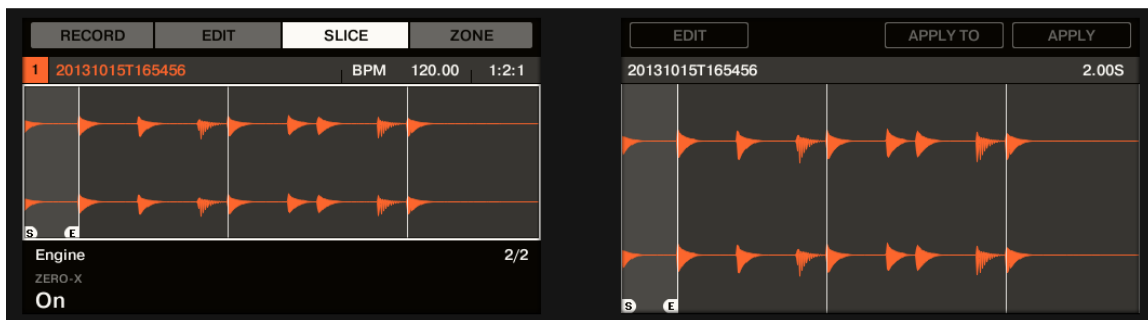 RECORD EDIT SLICE ZONE
1 20131015T165456 BPM 120.00 1:2:1
S E
Engine 2/2
ZERO-X
On
EDIT APPLY TO APPLY
20131015T165456 2.00S
S E